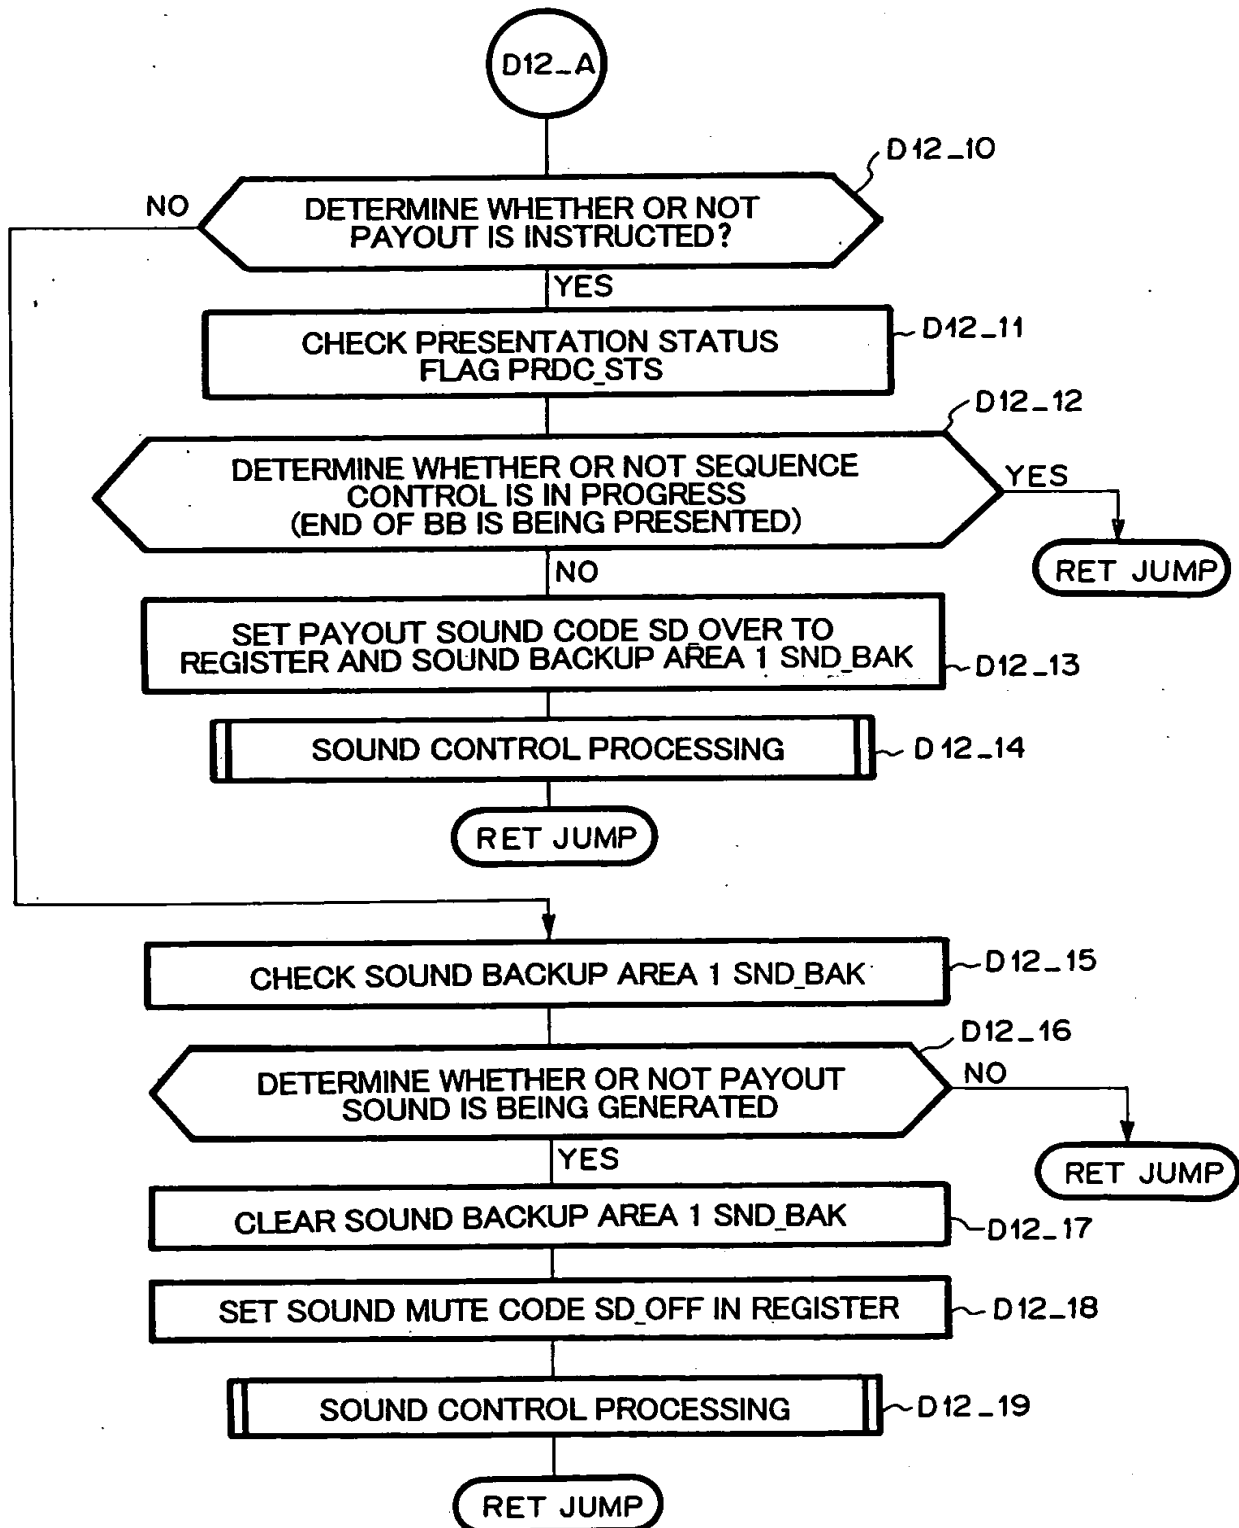 D12_A
D12_10
NO
DETERMINE WHETHER OR NOT
PAYOUT IS INSTRUCTED?
YES
D12_11
CHECK PRESENTATION STATUS
FLAG PRDC_STS
D12_12
DETERMINE WHETHER OR NOT SEQUENCE
CONTROL IS IN PROGRESS
(END OF BB IS BEING PRESENTED)
YES
RET JUMP
NO
SET PAYOUT SOUND CODE SD_OVER TO
REGISTER AND SOUND BACKUP AREA 1 SND_BAK
D12_13
SOUND CONTROL PROCESSING
D12_14
RET JUMP
CHECK SOUND BACKUP AREA 1 SND_BAK
D12_15
D12_16
DETERMINE WHETHER OR NOT PAYOUT
SOUND IS BEING GENERATED
NO
RET JUMP
YES
CLEAR SOUND BACKUP AREA 1 SND_BAK
D12_17
SET SOUND MUTE CODE SD_OFF IN REGISTER
D12_18
SOUND CONTROL PROCESSING
D12_19
RET JUMP